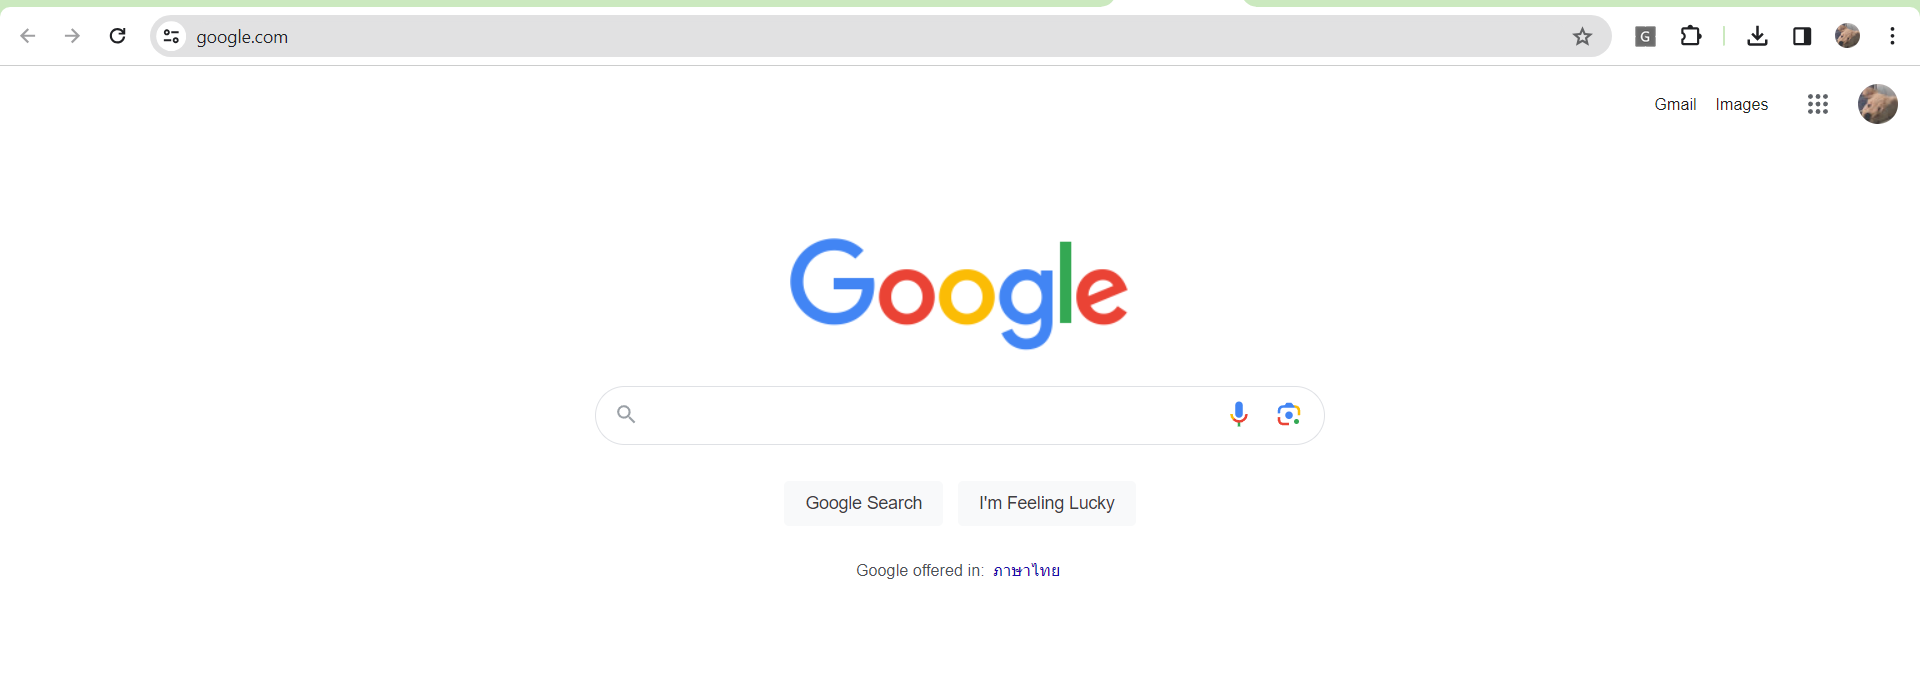 google.com
G
Gmail Images
Google
Google Search I'm Feeling Lucky
Google offered in: ภาษาไทย